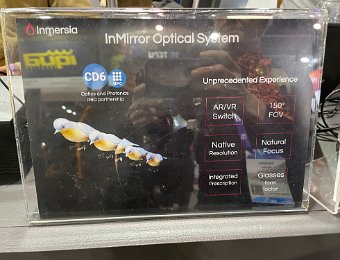 Inmersia
InMirror Optical System
CD6
Optics and Photonics
R&D partnership
Unprecedented Experience
AR/VR
Switch
150°
FOV
Native
Resolution
Natural
Focus
Integrated
Prescription
Glasses
form
factor